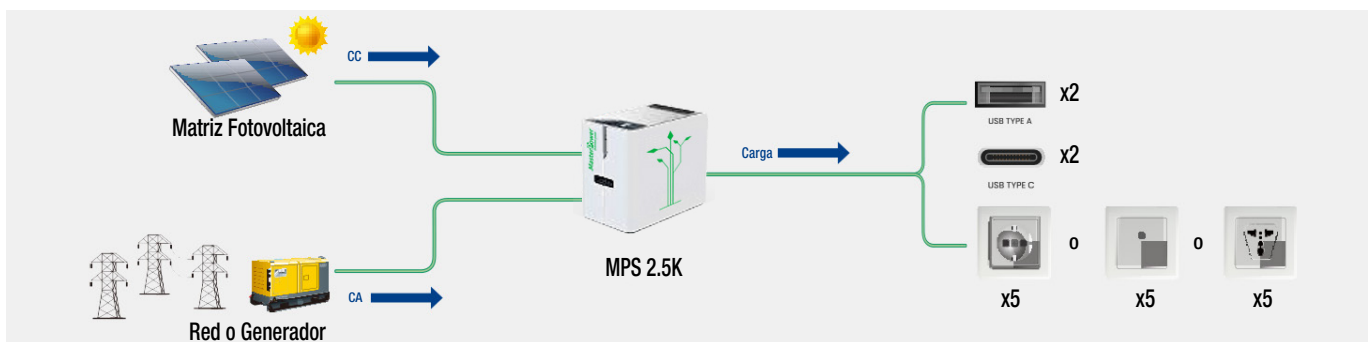 CC
Matriz Fotovoltaica
Red o Generador
CA
MasterPower
MPS 2.5K
Carga
x2
USB TYPE A
x2
USB TYPE C
o
o
x5
x5
x5